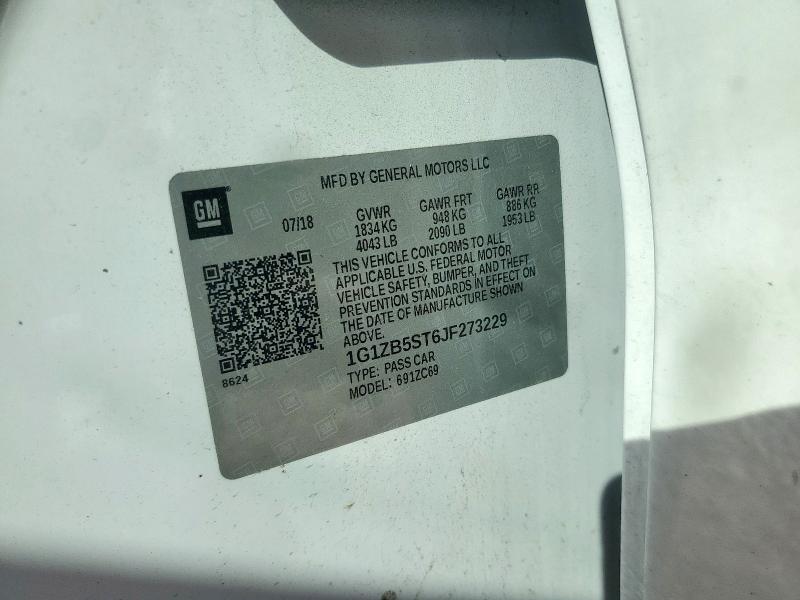 MFD BY GENERAL MOTORS LLC
GM
07/18
GVWR
1834 KG
4043 LB
GAWR FRT
948 KG
2090 LB
GAWR RR
886 KG
1953 LB
THIS VEHICLE CONFORMS TO ALL
APPLICABLE U.S. FEDERAL MOTOR
VEHICLE SAFETY, BUMPER, AND THEFT
PREVENTION STANDARDS IN EFFECT ON
THE DATE OF MANUFACTURE SHOWN
ABOVE.
1G1ZB5ST6JF273229
TYPE: PASS CAR
MODEL: 691ZC69
8624